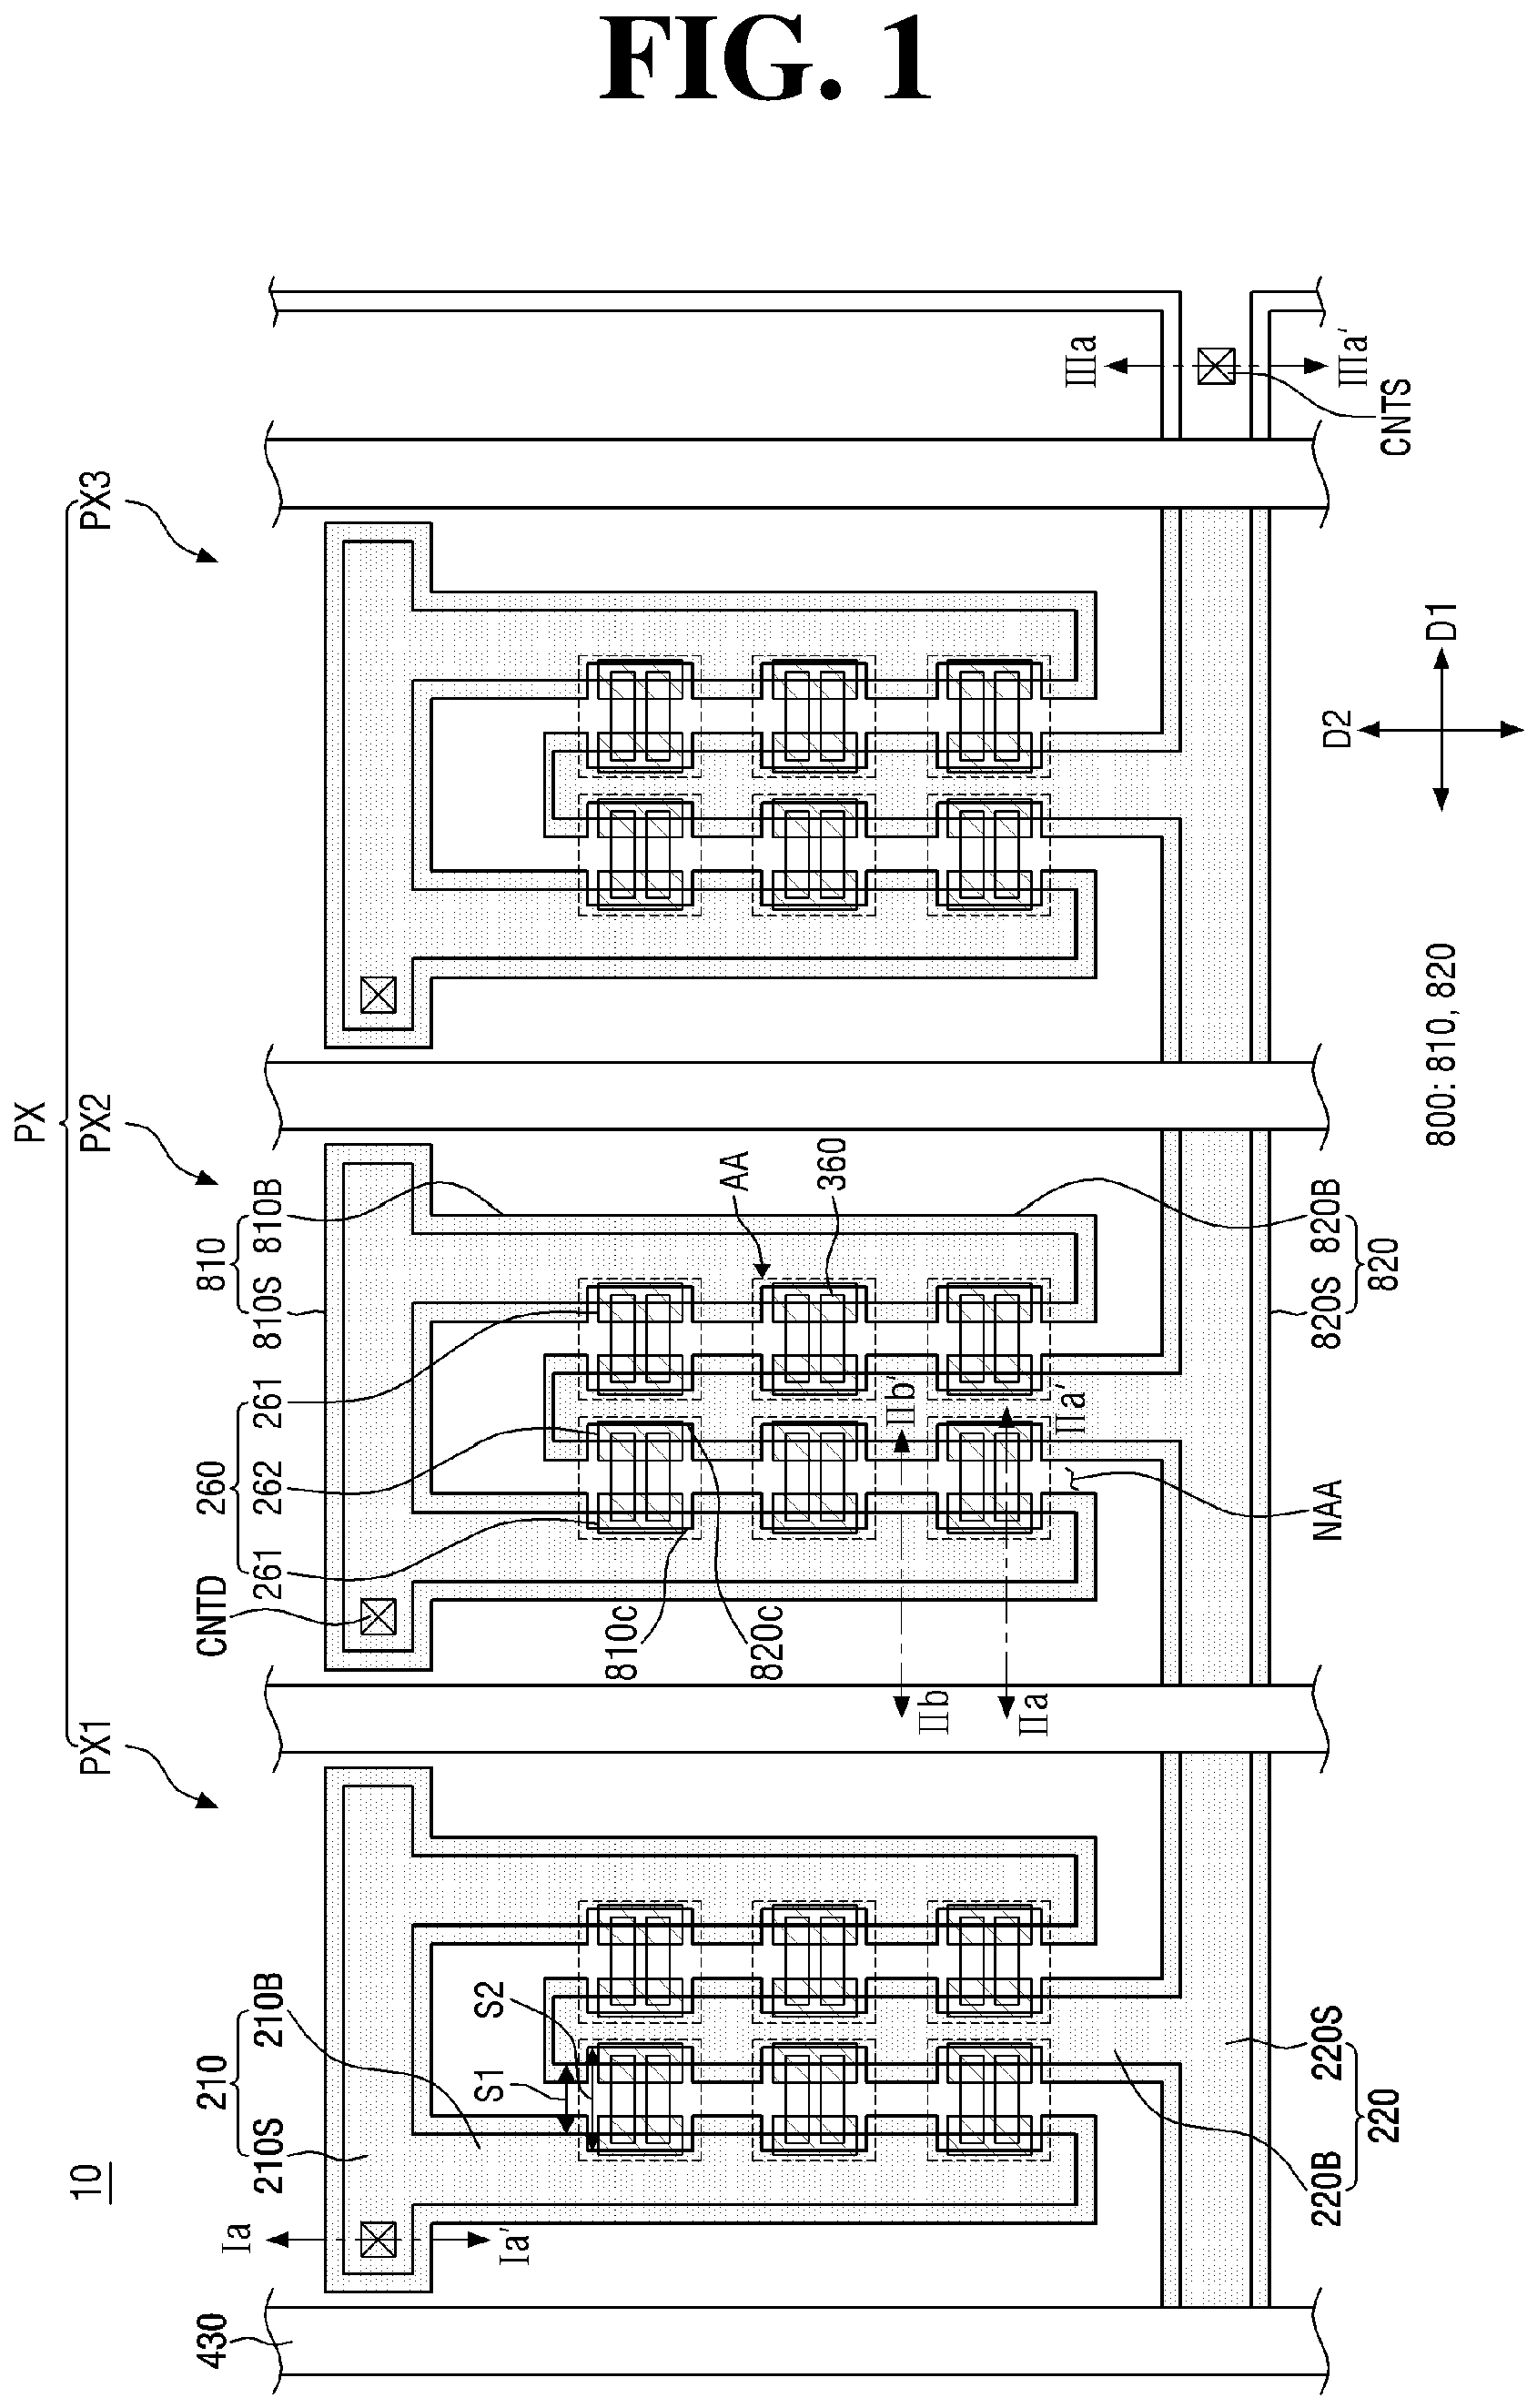 FIG. 1
10
PX
PX1 PX2 PX3
210 260 810
210S 210B CNTD 261 262 261 810S 810B
430
Ia
Ia'
S1
S2
810c
820c
AA
360
IIb
IIb'
IIa
IIa'
NAA
IIIa
IIIa'
CNTS
220B 220S
220
820S 820B
820
D2
D1
800: 810, 820